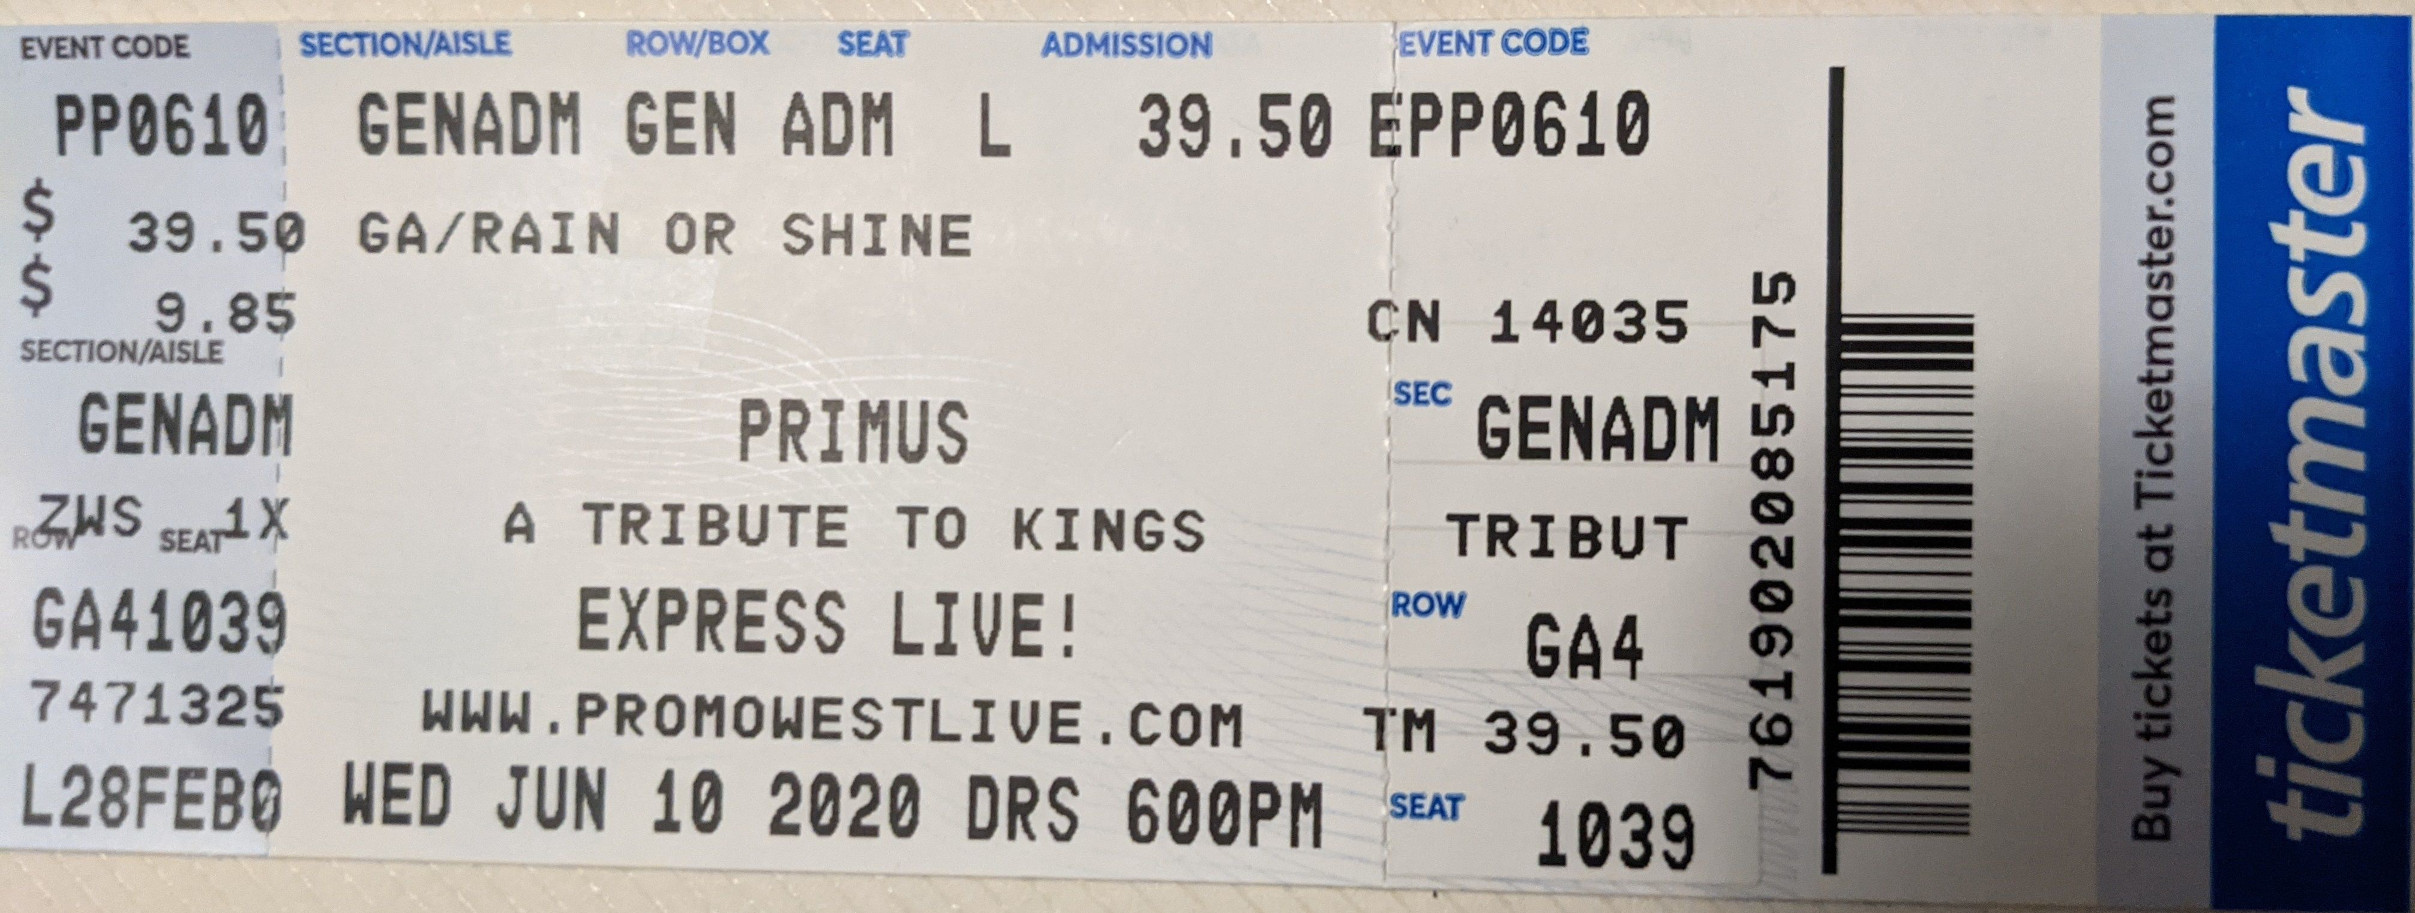 EVENT CODE
PP0610
$ 39.50
$ 9.85
SECTION/AISLE
GENADM
ROW ZWS SEAT 1X
GA41039
7471325
L28FEB0
SECTION/AISLE ROW/BOX SEAT ADMISSION
GENADM GEN ADM L 39.50
GA/RAIN OR SHINE
PRIMUS
A TRIBUTE TO KINGS
EXPRESS LIVE!
WWW.PROMOWESTLIVE.COM
WED JUN 10 2020 DRS 600PM
EVENT CODE
EPP0610
CN 14035
SEC GENADM
TRIBUT
ROW GA4
TM 39.50
SEAT 1039
761902085175
Buy tickets at Ticketmaster.com
ticketmaster